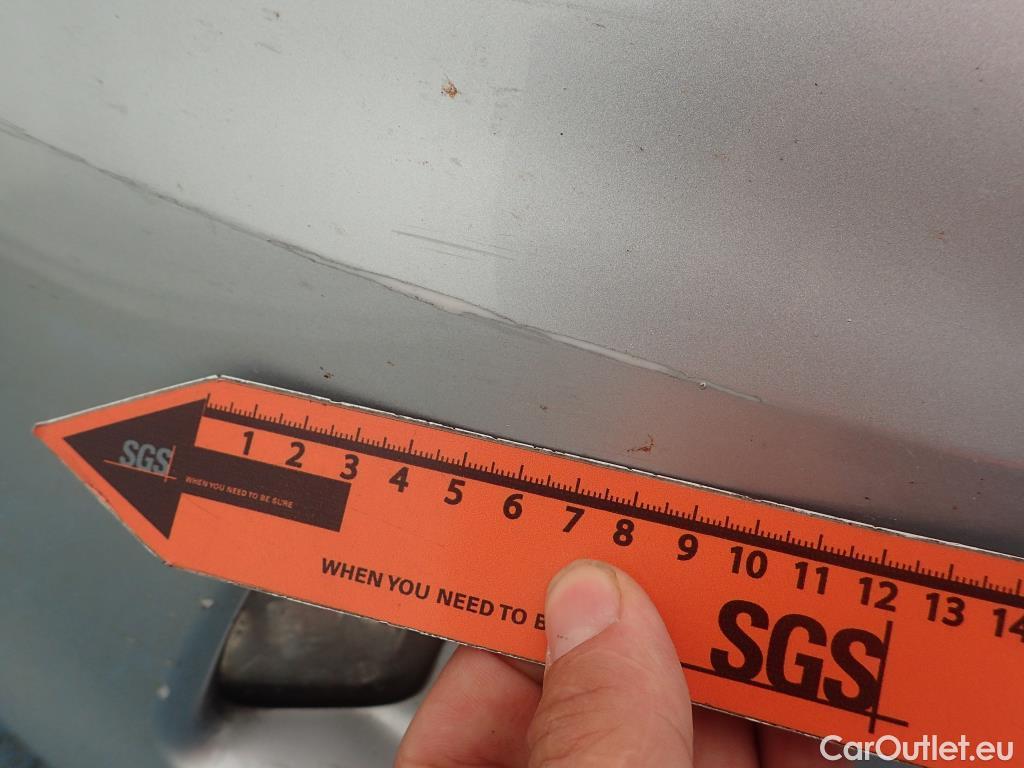 1 2 3 4 5 6 7 8 9 10 11 12 13 14
SGS
WHEN YOU NEED TO BE SURE
WHEN YOU NEED TO B
SGS
CarOutlet.eu